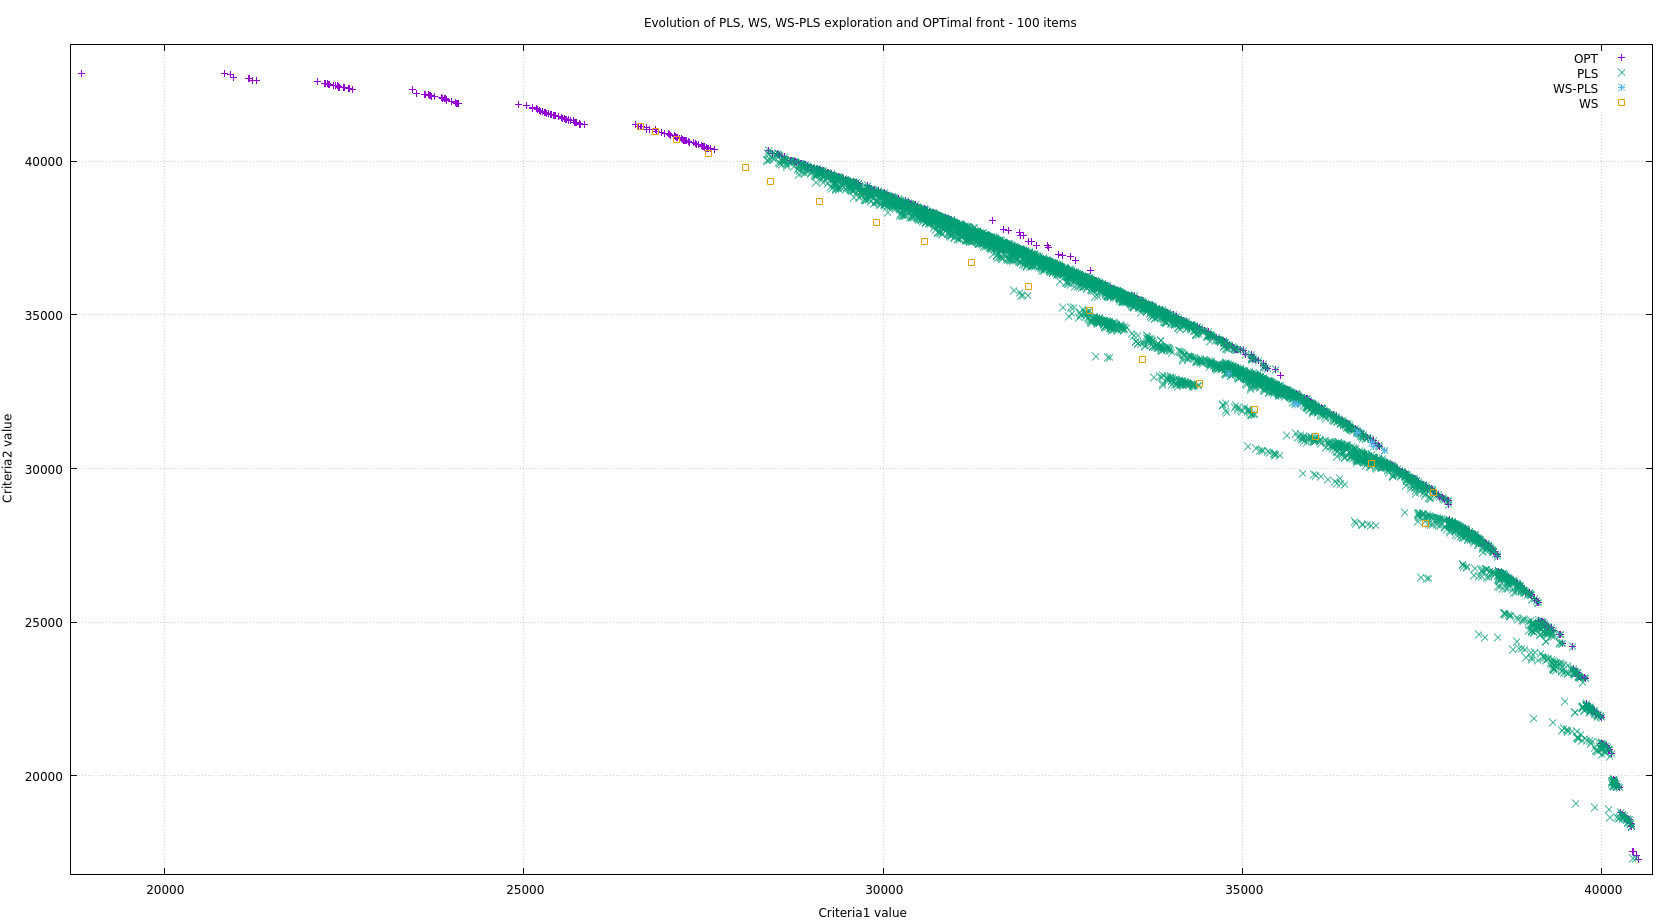 Evolution of PLS, WS, WS-PLS exploration and OPTimal front - 100 items
OPT
PLS
WS-PLS
WS
40000
35000
30000
25000
20000
Criteria2 value
20000
25000
30000
35000
40000
Criteria1 value